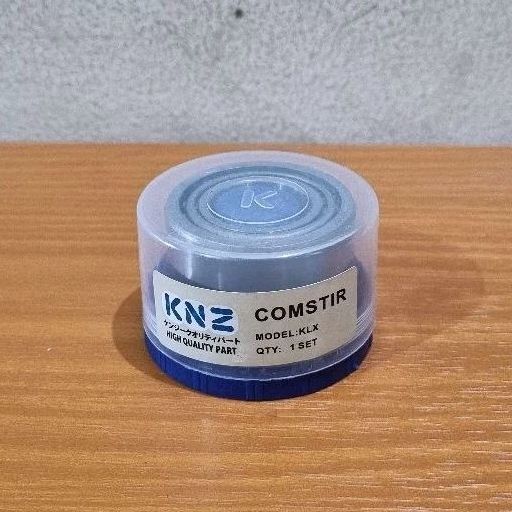 K
KNZ
ケンジークオリティパート
HIGH QUALITY PART
COMSTIR
MODEL:KLX
QTY: 1 SET